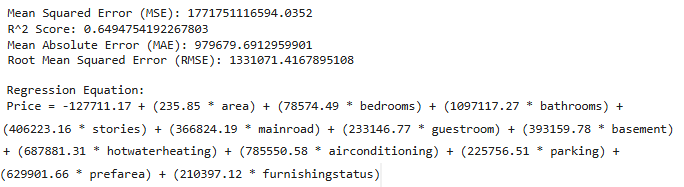 Mean Squared Error (MSE): 1771751116594.0352
R^2 Score: 0.6494754192267803
Mean Absolute Error (MAE): 979679.6912959901
Root Mean Squared Error (RMSE): 1331071.4167895108
Regression Equation:
Price = -127711.17 + (235.85 * area) + (78574.49 * bedrooms) + (1097117.27 * bathrooms) +
(406223.16 * stories) + (366824.19 * mainroad) + (233146.77 * guestroom) + (393159.78 * basement)
+ (687881.31 * hotwaterheating) + (785550.58 * airconditioning) + (225756.51 * parking) +
(629901.66 * prefarea) + (210397.12 * furnishingstatus)